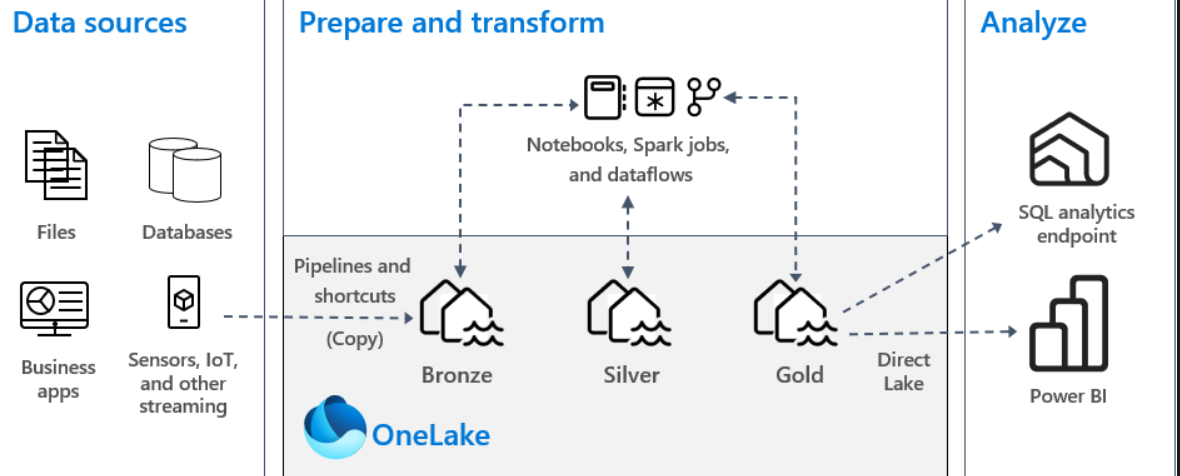 Data sources
Prepare and transform
Analyze
Notebooks, Spark jobs,
and dataflows
Files
Databases
SQL analytics
endpoint
Pipelines and
shortcuts
(Copy)
Business
apps
Sensors, IoT,
and other
streaming
Bronze
Silver
Gold
Direct
Lake
Power BI
OneLake